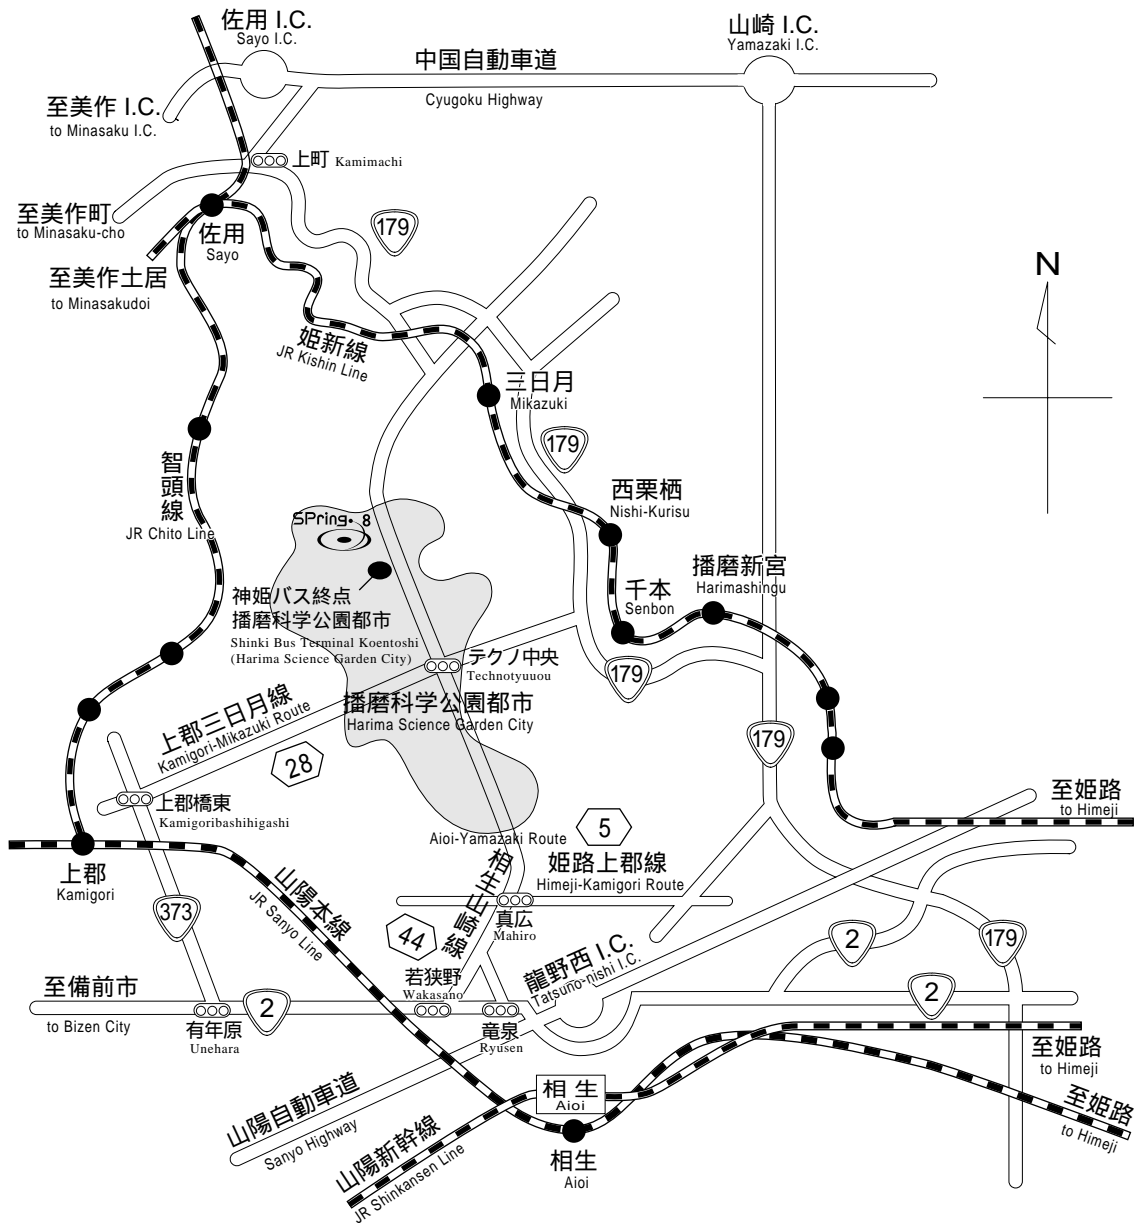 佐用 I.C.
Sayo I.C.
山崎 I.C.
Yamazaki I.C.
中国自動車道
Cyugoku Highway
至美作 I.C.
to Minasaku I.C.
上町 Kamimachi
至美作町
to Minasaku-cho
佐用
Sayo
179
至美作土居
to Minasakudoi
N
姫新線
JR Kishin Line
三日月
Mikazuki
179
智頭線
JR Chito Line
西栗栖
Nishi-Kurisu
SPring. 8
神姫バス終点
播磨科学公園都市
Shinki Bus Terminal Koentoshi
(Harima Science Garden City)
千本
Senbon
播磨新宮
Harimashingu
テクノ中央
Technotyuuou
179
播磨科学公園都市
Harima Science Garden City
上郡三日月線
Kamigori-Mikazuki Route
28
179
上郡橋東
Kamigoribashihigashi
至姫路
to Himeji
上郡
Kamigori
Aioi-Yamazaki Route
相生山崎線
5
姫路上郡線
Himeji-Kamigori Route
山陽本線
JR Sanyo Line
373
44
真広
Mahiro
2
179
龍野西 I.C.
Tatsuno-nishi I.C.
至備前市
to Bizen City
若狭野
Wakasano
2
2
有年原
Unehara
竜泉
Ryusen
至姫路
to Himeji
相生
Aioi
至姫路
to Himeji
山陽自動車道
Sanyo Highway
山陽新幹線
JR Shinkansen Line
相生
Aioi